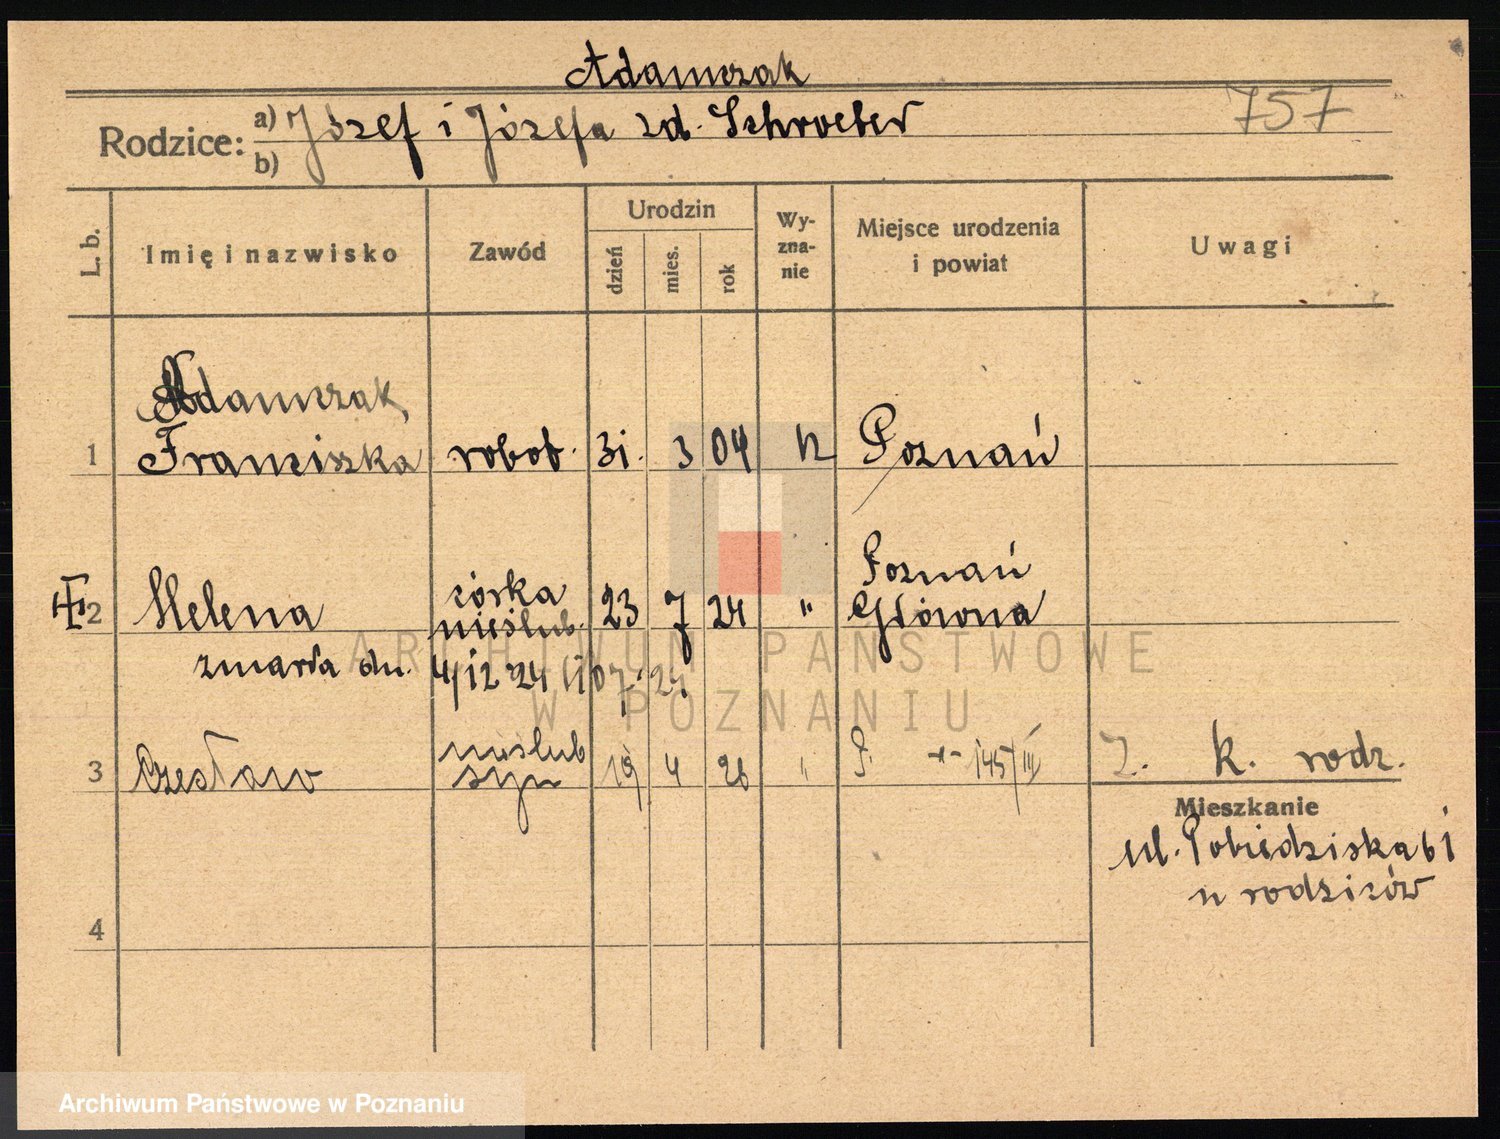 Adamczak
757
Rodzice: a) Józef i Józefa zd. Schroeter
b)
L. b.
Imię i nazwisko
Zawód
Urodzin
dzień
mies.
rok
Wy-
zna-
nie
Miejsce urodzenia
i powiat
Uwagi
Adamczak,
1 Franciszka robot. 31. 3 04 k Poznań
córka Poznań
2 Helena nieślub. 23 7 24 " Główna
zmarła dn. 4/12 24
nieślub
3 Czesław syn 19 4 26 " P. 145/III k. rodz.
Mieszkanie
ul. Pobiedziska 61
u rodziców
4
ARCHIWUM PAŃSTWOWE
W POZNANIU
Archiwum Państwowe w Poznaniu